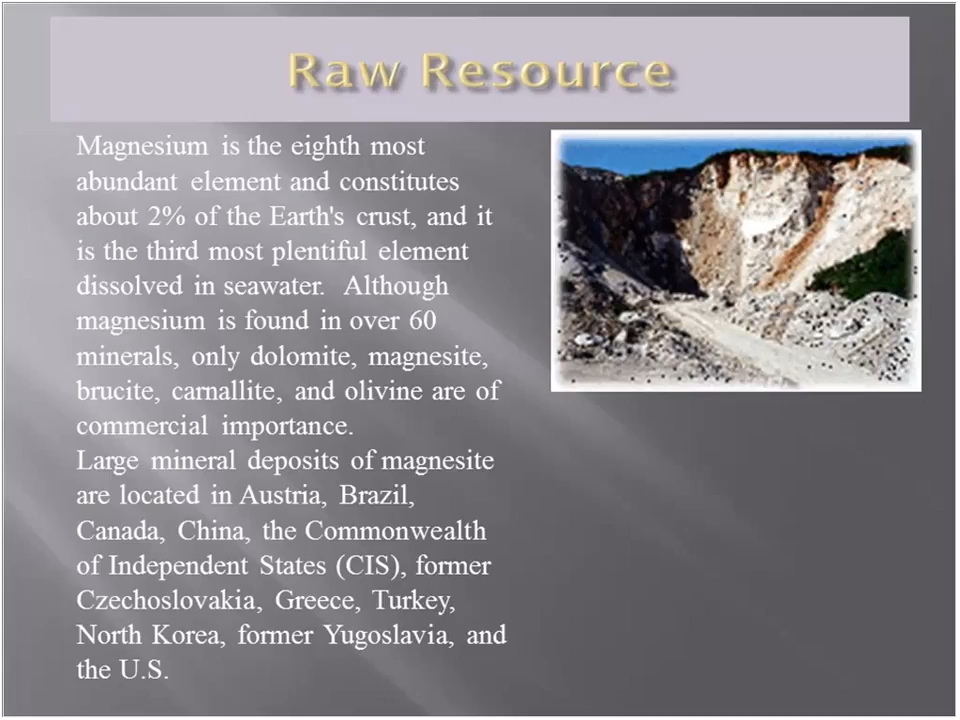 Raw Resource
Magnesium is the eighth most
abundant element and constitutes
about 2% of the Earth's crust, and it
is the third most plentiful element
dissolved in seawater. Although
magnesium is found in over 60
minerals, only dolomite, magnesite,
brucite, carnallite, and olivine are of
commercial importance.
Large mineral deposits of magnesite
are located in Austria, Brazil,
Canada, China, the Commonwealth
of Independent States (CIS), former
Czechoslovakia, Greece, Turkey,
North Korea, former Yugoslavia, and
the U.S.